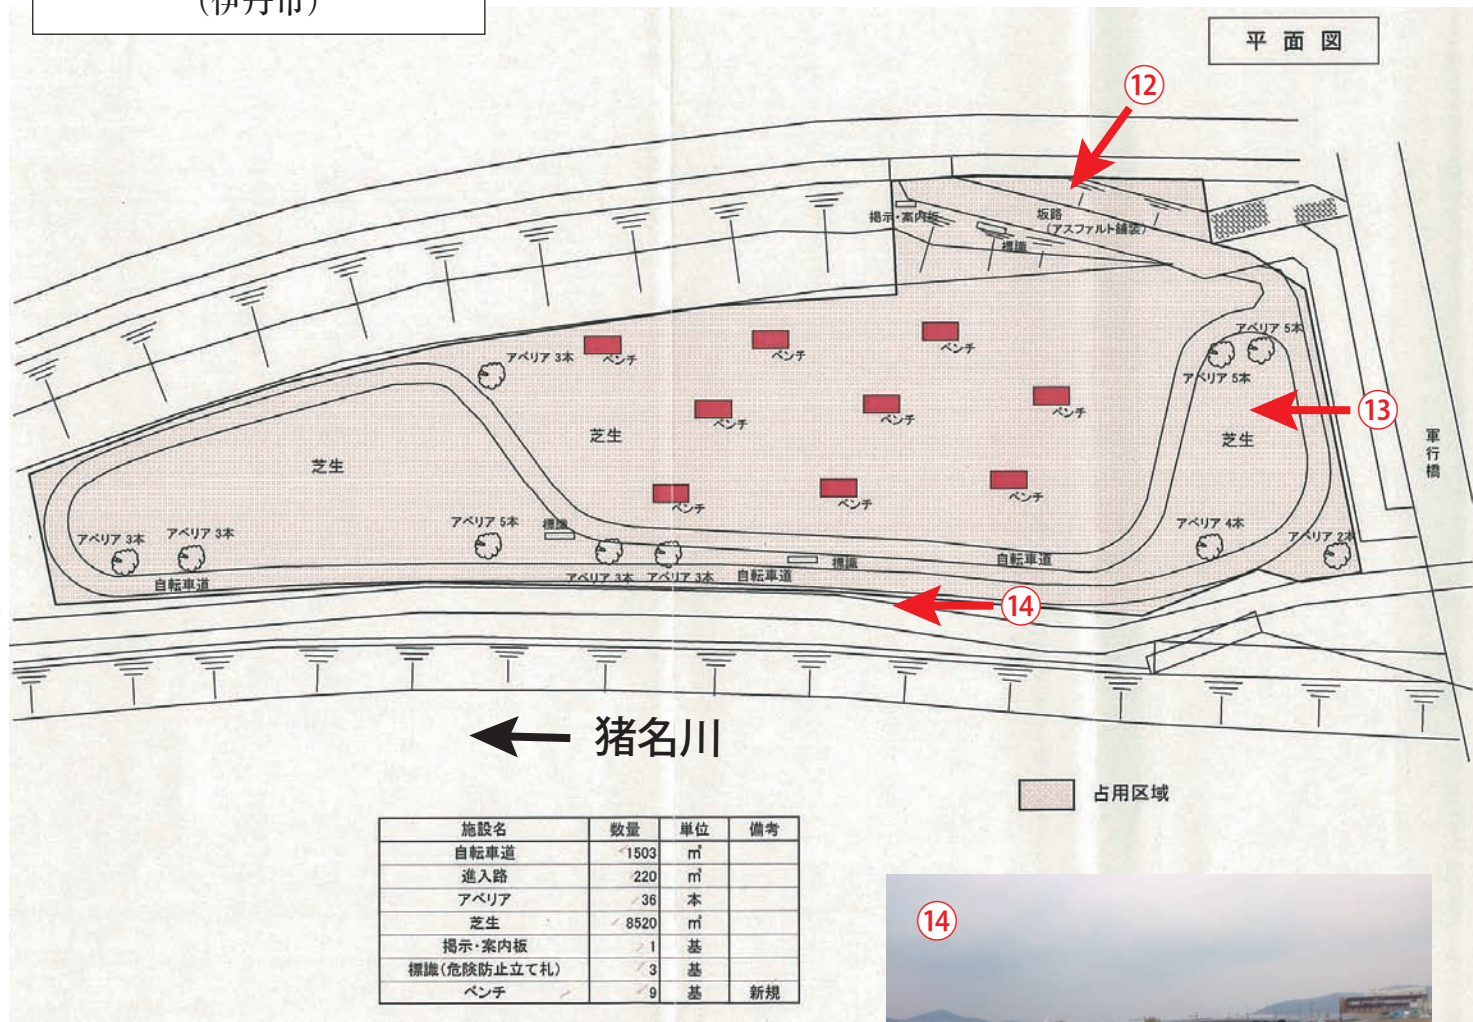 (伊丹市)
平面図
⑫
掲示・案内板
坂路
(アスファルト舗装)
標識
アベリア 5本
アベリア 3本
ベンチ
ベンチ
ベンチ
アベリア 5本
⑬
ベンチ
ベンチ
ベンチ
芝生
芝生
芝生
軍行橋
ベンチ
ベンチ
ベンチ
アベリア 3本
アベリア 3本
アベリア 5本
標識
アベリア 4本
アベリア 2本
自転車道
アベリア 3本
アベリア 3本
自転車道
標識
自転車道
⑭
猪名川
占用区域
施設名 数量 単位 備考
自転車道 1503 ㎡
進入路 220 ㎡
アベリア 36 本
芝生 8520 ㎡
掲示・案内板 1 基
標識(危険防止立て札) 3 基
ベンチ 9 基 新規
⑭